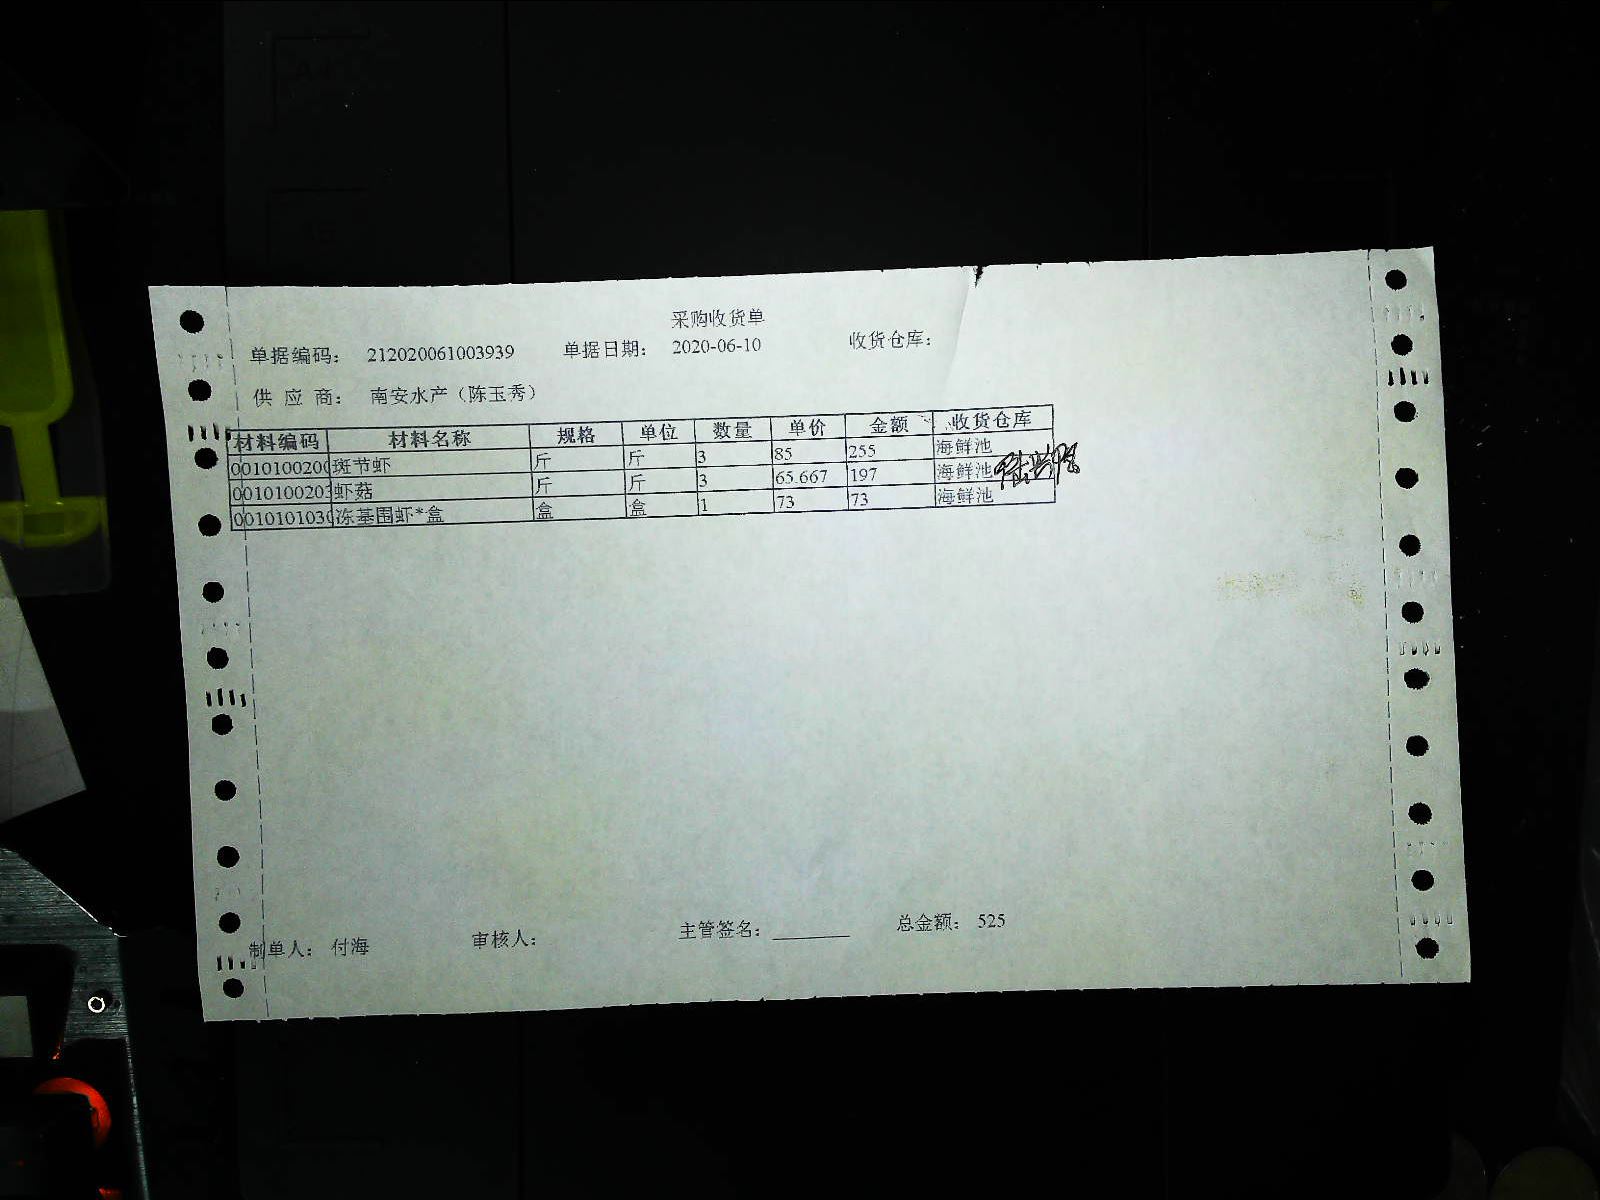 采购收货单
单据编码： 212020061003939 单据日期： 2020-06-10 收货仓库：
供 应 商： 南安水产（陈玉秀）
材料编码 材料名称 规格 单位 数量 单价 金额 收货仓库
0010100200 斑节虾 斤 斤 3 85 255 海鲜池
0010100203 虾菇 斤 斤 3 65.667 197 海鲜池
0010101030 冻基围虾*盒 盒 盒 1 73 73 海鲜池
制单人： 付海 审核人： 主管签名： 总金额： 525